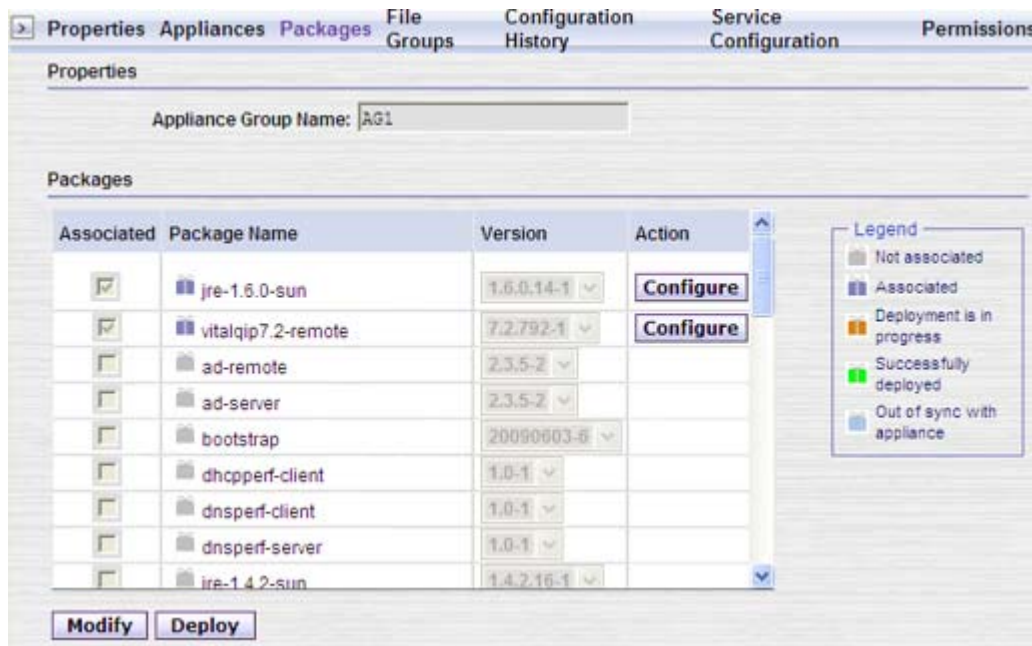 Properties Appliances Packages File Groups Configuration History Service Configuration Permissions
Properties
Appliance Group Name: AG1
Packages
Associated Package Name Version Action
jre-1.6.0-sun 1.6.0.14-1 Configure
vitalqip7.2-remote 7.2.792-1 Configure
ad-remote 2.3.5-2
ad-server 2.3.5-2
bootstrap 20090603-6
dhcpperf-client 1.0-1
dnsperf-client 1.0-1
dnsperf-server 1.0-1
jre-1.4.2-sun 1.4.2.16-1
Legend
Not associated
Associated
Deployment is in
progress
Successfully
deployed
Out of sync with
appliance
Modify Deploy